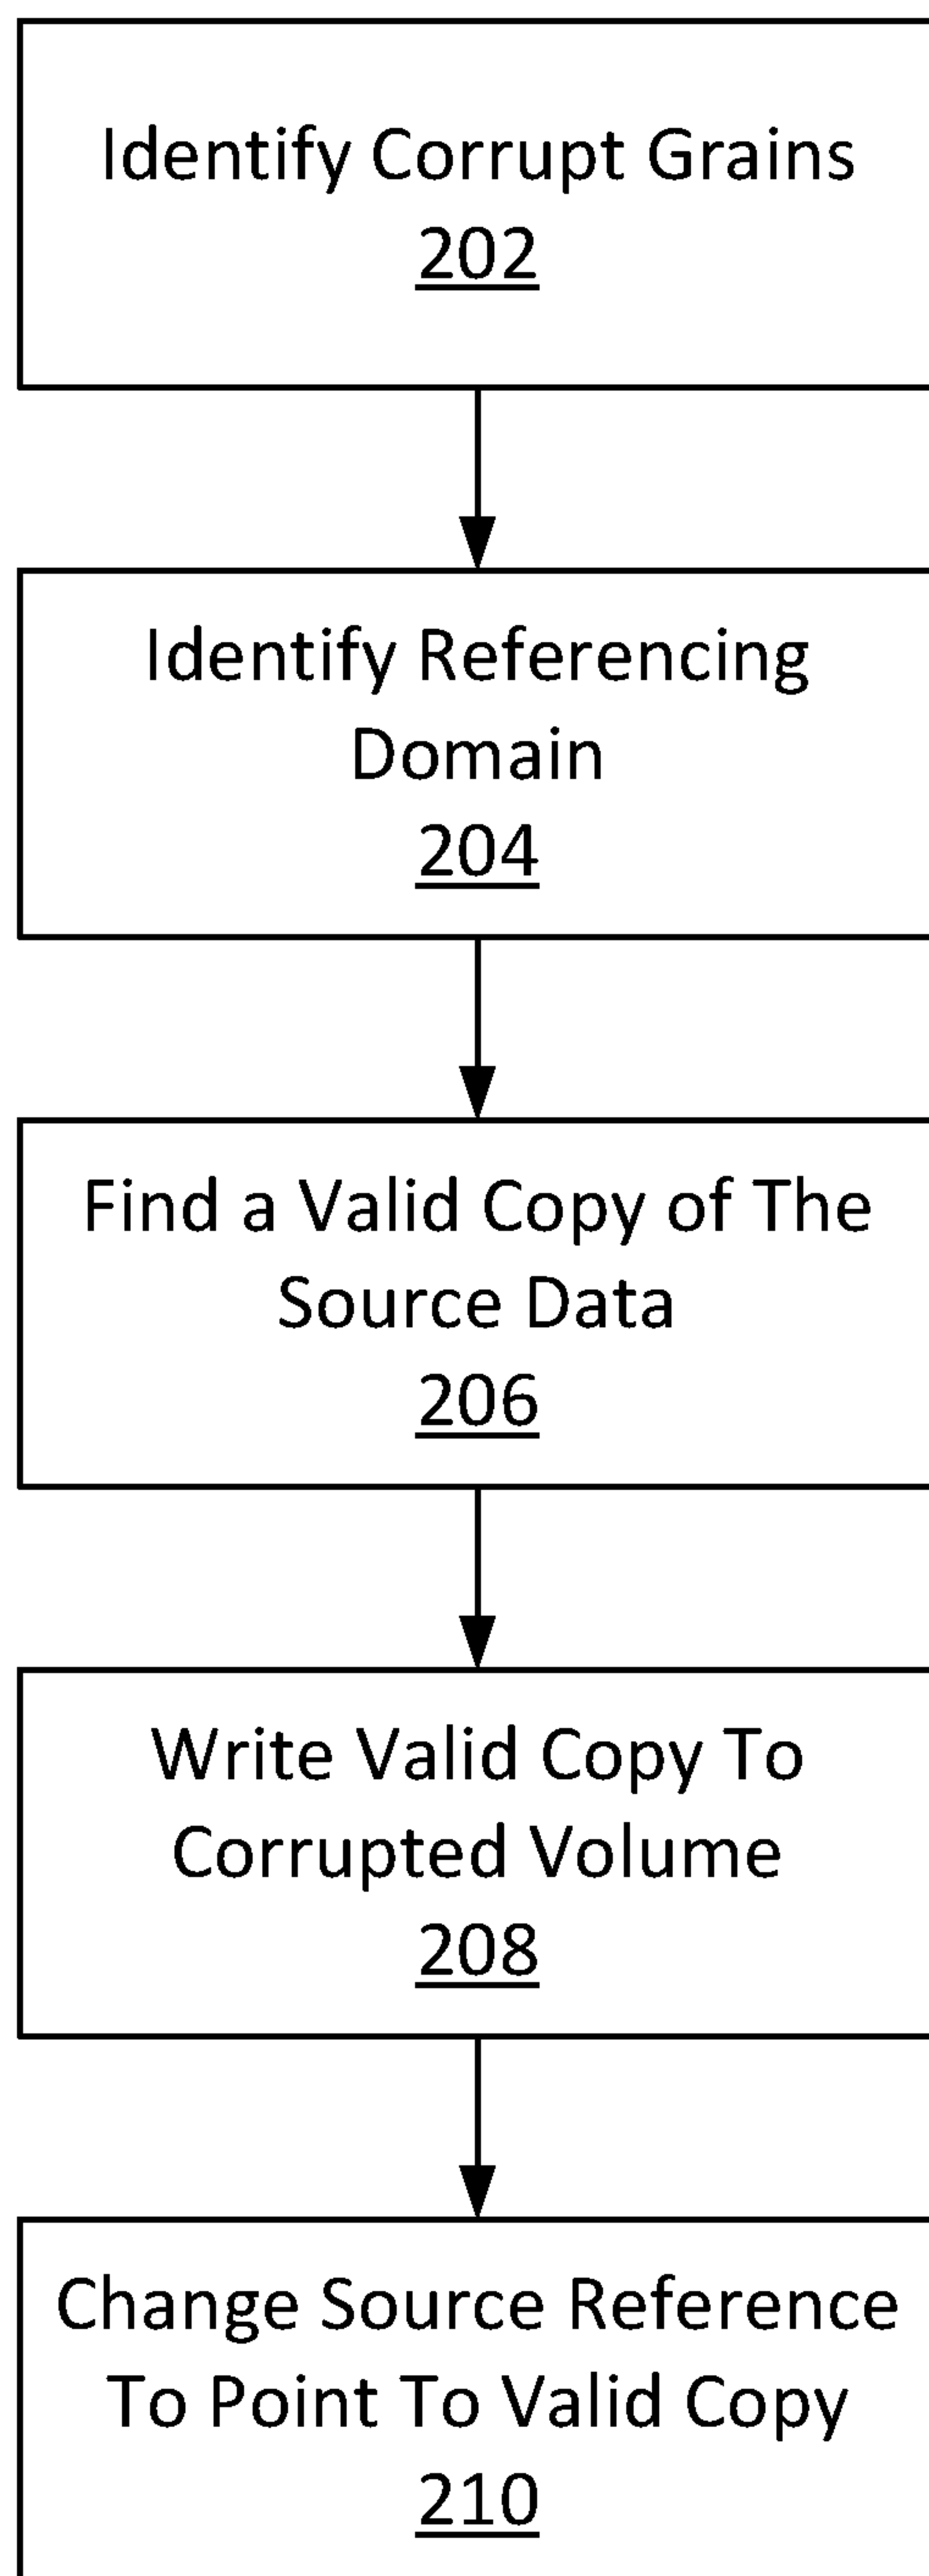 Identify Corrupt Grains
202
Identify Referencing
Domain
204
Find a Valid Copy of The
Source Data
206
Write Valid Copy To
Corrupted Volume
208
Change Source Reference
To Point To Valid Copy
210